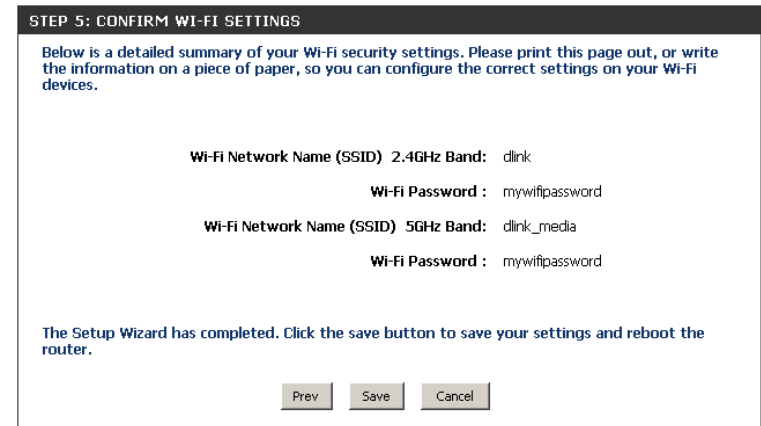 STEP 5: CONFIRM WI-FI SETTINGS
Below is a detailed summary of your Wi-Fi security settings. Please print this page out, or write
the information on a piece of paper, so you can configure the correct settings on your Wi-Fi
devices.
Wi-Fi Network Name (SSID) 2.4GHz Band: dlink
Wi-Fi Password : mywifipassword
Wi-Fi Network Name (SSID) 5GHz Band: dlink_media
Wi-Fi Password : mywifipassword
The Setup Wizard has completed. Click the save button to save your settings and reboot the
router.
Prev Save Cancel